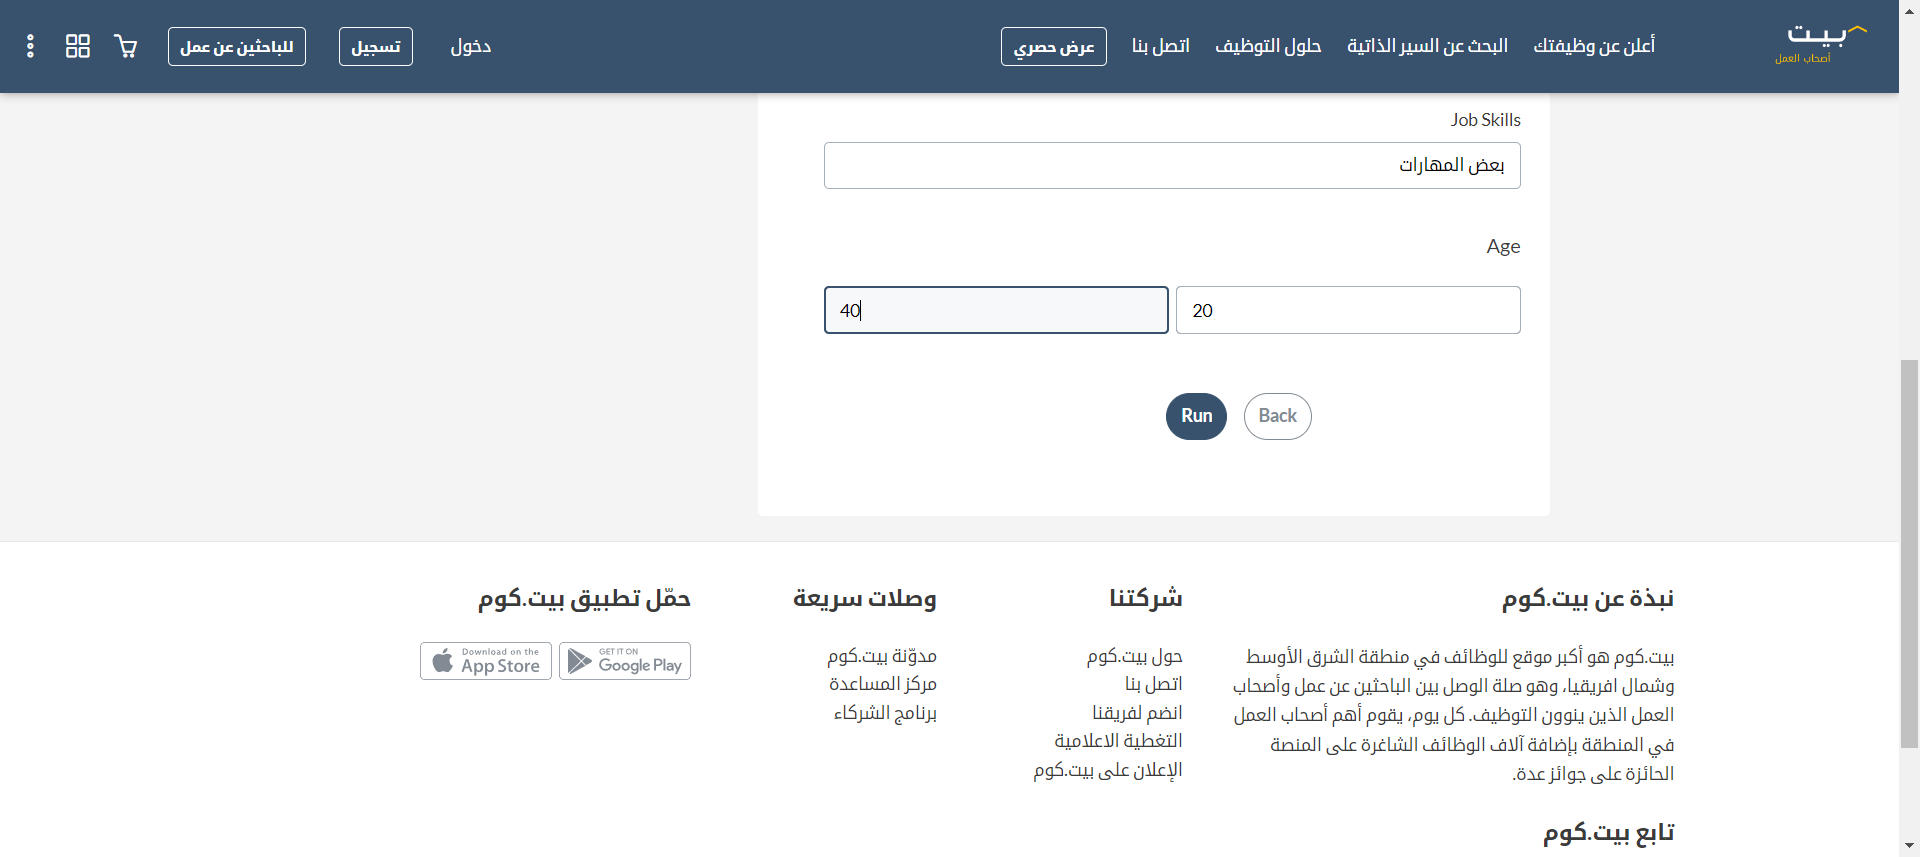 بيت
أصحاب العمل
أعلن عن وظيفتك
البحث عن السير الذاتية
حلول التوظيف
اتصل بنا
عرض حصري
دخول
تسجيل
للباحثين عن عمل
Job Skills
بعض المهارات
Age
20
40
Back
Run
نبذة عن بيت.كوم
بيت.كوم هو أكبر موقع للوظائف في منطقة الشرق الأوسط
وشمال افريقيا، وهو صلة الوصل بين الباحثين عن عمل وأصحاب
العمل الذين ينوون التوظيف. كل يوم، يقوم أهم أصحاب العمل
في المنطقة بإضافة آلاف الوظائف الشاغرة على المنصة
الحائزة على جوائز عدة.
تابع بيت.كوم
شركتنا
حول بيت.كوم
اتصل بنا
انضم لفريقنا
التغطية الاعلامية
الإعلان على بيت.كوم
وصلات سريعة
مدوّنة بيت.كوم
مركز المساعدة
برنامج الشركاء
حمّل تطبيق بيت.كوم
GET IT ON
Google Play
Download on the
App Store